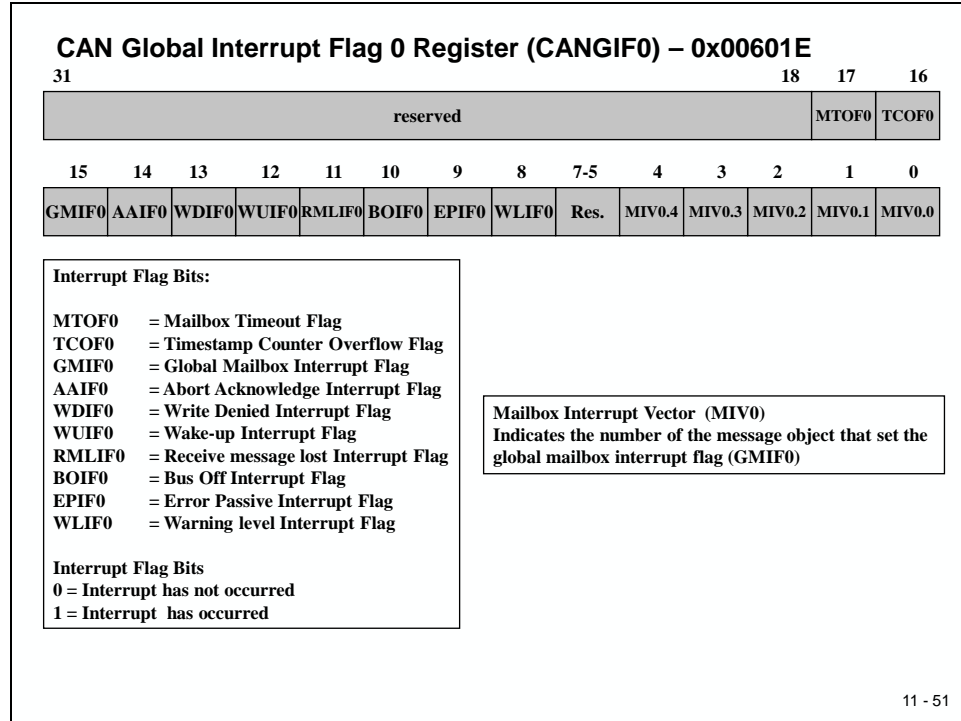 CAN Global Interrupt Flag 0 Register (CANGIF0) – 0x00601E
31 18 17 16
reserved MTOF0 TCOF0
15 14 13 12 11 10 9 8 7-5 4 3 2 1 0
GMIF0 AAIF0 WDIF0 WUIF0 RMLIF0 BOIF0 EPIF0 WLIF0 Res. MIV0.4 MIV0.3 MIV0.2 MIV0.1 MIV0.0
Interrupt Flag Bits:
MTOF0 = Mailbox Timeout Flag
TCOF0 = Timestamp Counter Overflow Flag
GMIF0 = Global Mailbox Interrupt Flag
AAIF0 = Abort Acknowledge Interrupt Flag
WDIF0 = Write Denied Interrupt Flag
WUIF0 = Wake-up Interrupt Flag
RMLIF0 = Receive message lost Interrupt Flag
BOIF0 = Bus Off Interrupt Flag
EPIF0 = Error Passive Interrupt Flag
WLIF0 = Warning level Interrupt Flag
Interrupt Flag Bits
0 = Interrupt has not occurred
1 = Interrupt has occurred
Mailbox Interrupt Vector (MIV0)
Indicates the number of the message object that set the
global mailbox interrupt flag (GMIF0)
11 - 51